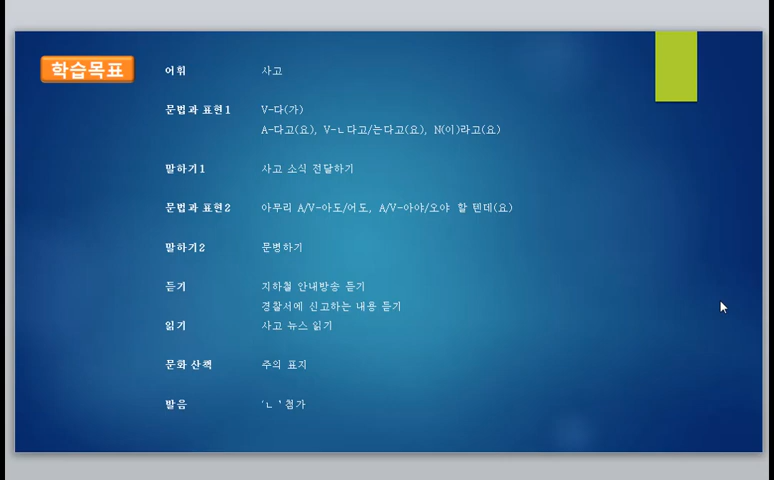 학습목표
어휘 사고
문법과 표현1 V-다(가)
A-다고(요), V-ㄴ다고/는다고(요), N(이)라고(요)
말하기1 사고 소식 전달하기
문법과 표현2 아무리 A/V-아도/어도, A/V-아야/오야 할 텐데(요)
말하기2 문병하기
듣기 지하철 안내방송 듣기
경찰서에 신고하는 내용 듣기
읽기 사고 뉴스 읽기
문화 산책 주의 표지
발음 'ㄴ' 첨가